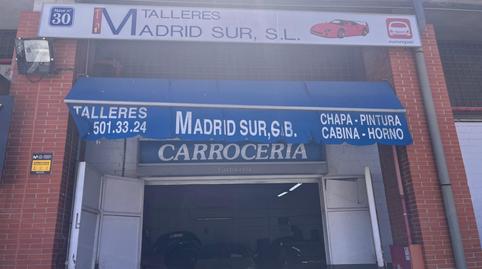 Nave nº
30
TALLERES
MADRID SUR, S.L.
TALLERES
501.33.24
MADRID SUR, S.B.
CHAPA - PINTURA
CABINA - HORNO
CARROCERIA